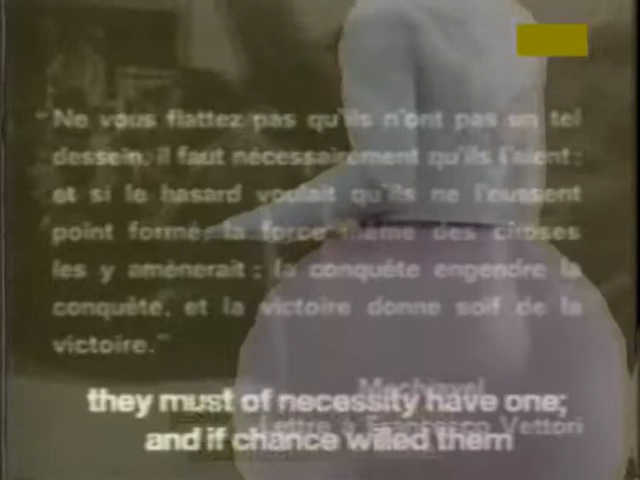 "Ne vous flattez pas qu'ils n'ont pas un tel
dessein, il faut nécessairement qu'ils l'aient :
et si le hasard voulait qu'ils ne l'eussent
point formé, la force même des choses
les y amènerait : la conquête engendre la
conquête, et la victoire donne soif de la
victoire."
Machiavel
Lettre à Francesco Vettori
they must of necessity have one;
and if chance willed them